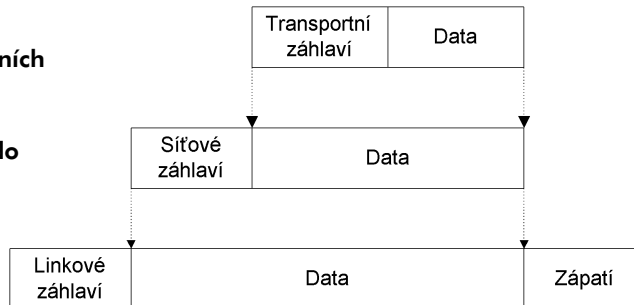 Transportní
záhlaví
Data
ních
Síťové
záhlaví
Data
lo
Linkové
záhlaví
Data
Zápatí